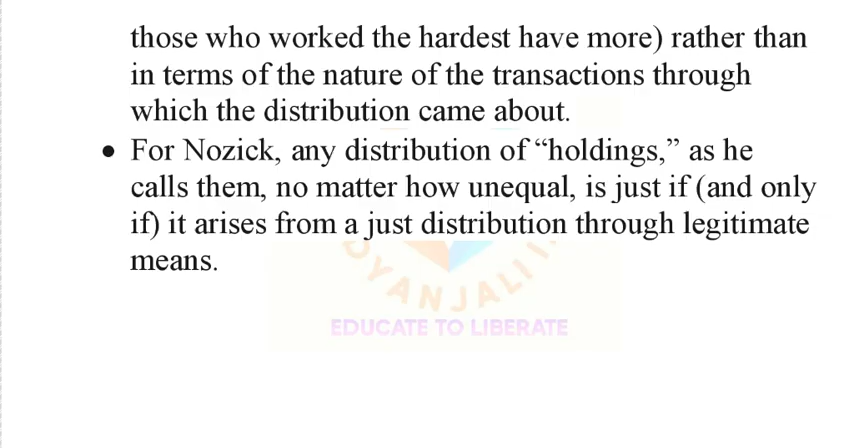 those who worked the hardest have more) rather than
in terms of the nature of the transactions through
which the distribution came about.
• For Nozick, any distribution of “holdings,” as he
calls them, no matter how unequal, is just if (and only
if) it arises from a just distribution through legitimate
means.
EDUCATE TO LIBERATE